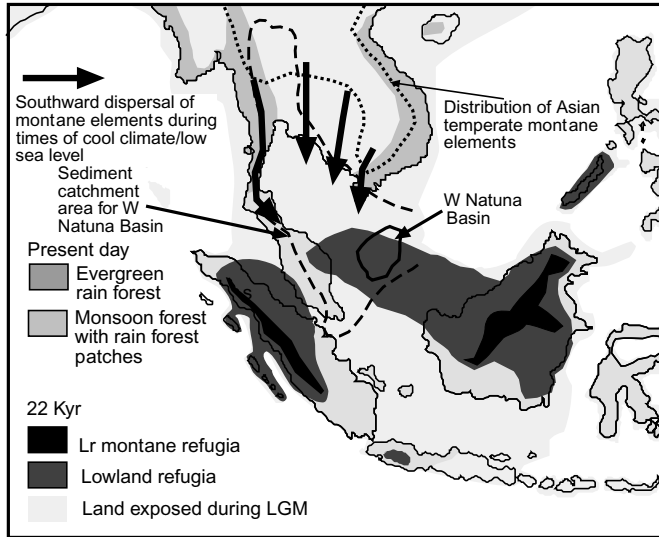 Southward dispersal of
montane elements during
times of cool climate/low
sea level
Distribution of Asian
temperate montane
elements
Sediment
catchment
area for W
Natuna Basin
W Natuna
Basin
Present day
Evergreen
rain forest
Monsoon forest
with rain forest
patches
S
22 Kyr
Lr montane refugia
Lowland refugia
Land exposed during LGM